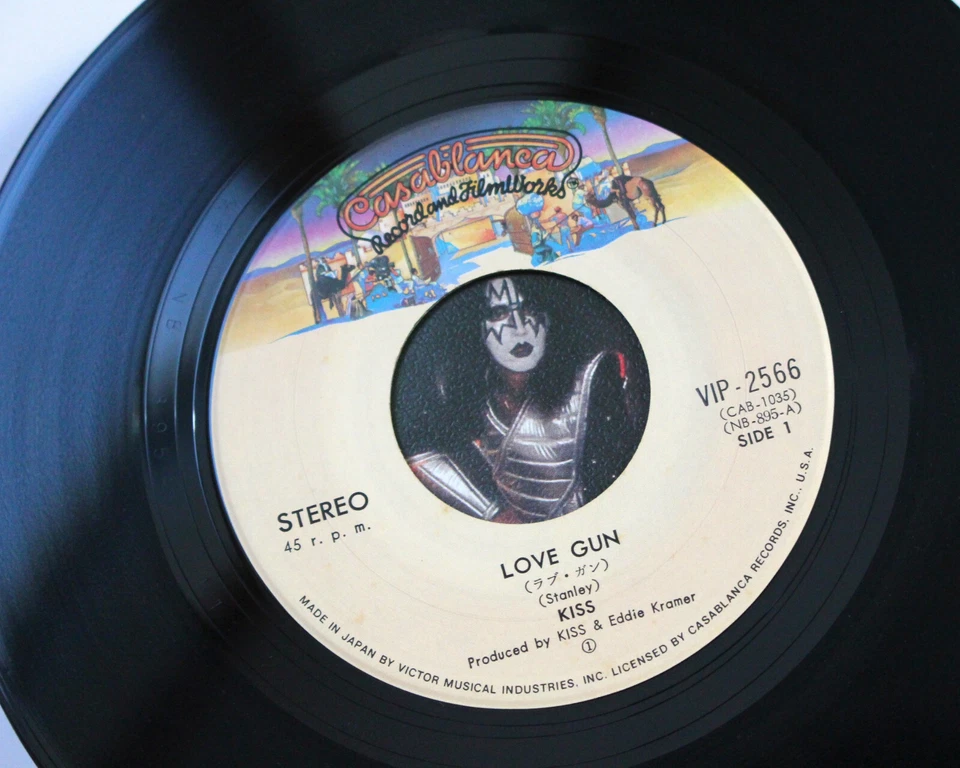 Casablanca
Record and FilmWorks
VIP-2566
(CAB-1035)
(NB-895-A)
SIDE 1
STEREO
45 r. p. m.
LOVE GUN
(ラブ・ガン)
(Stanley)
KISS
Produced by KISS & Eddie Kramer
①
MADE IN JAPAN BY VICTOR MUSICAL INDUSTRIES, INC. LICENSED BY CASABLANCA RECORDS, INC., U.S.A.